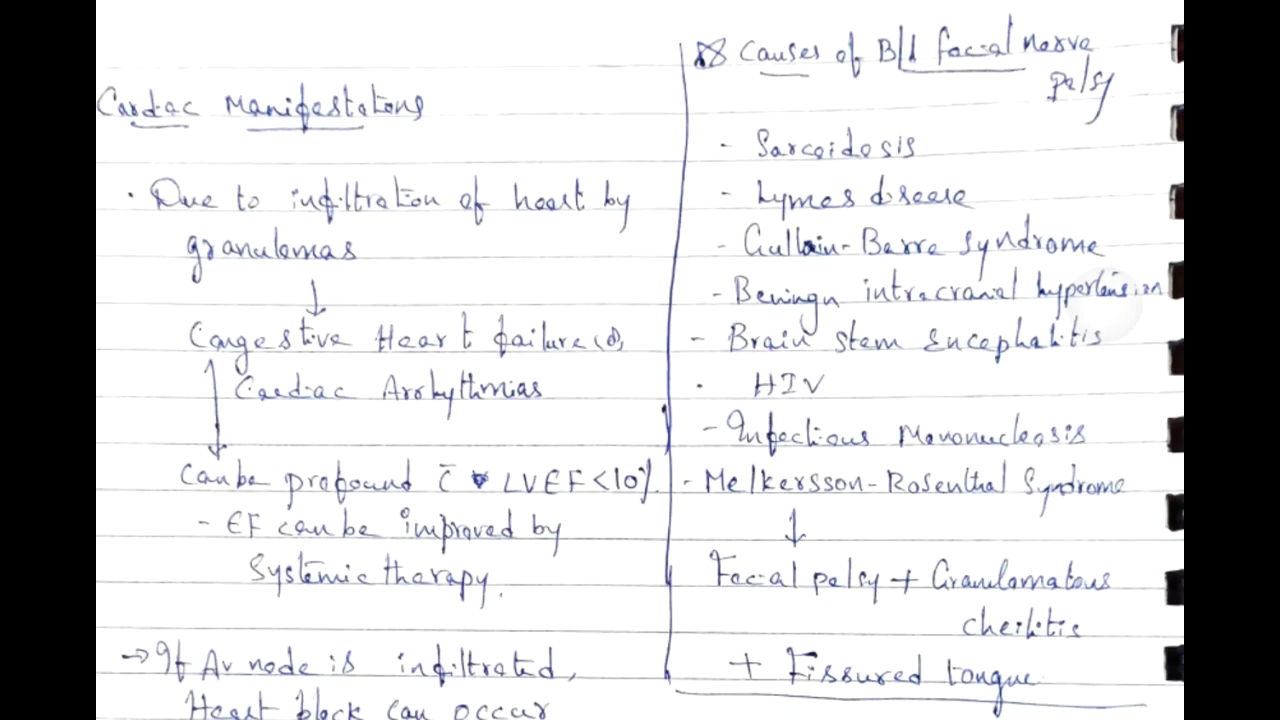 Cardiac Manifestations
· Due to infiltration of heart by
granulomas
↓
Congestive Heart failure (or)
Cardiac Arrhythmias
↓
Can be profound c̄ LVEF <10%.
- EF can be improved by
Systemic therapy.
→ If Av node is infiltrated,
Heart block can occur
Causes of B/l facial nerve
palsy
- Sarcoidosis
- Lymes disease
- Gullain-Barre syndrome
- Beningn intracranial hypertension
- Brain stem Encephalitis
· HIV
- Infectious Mononucleosis
- Melkersson-Rosenthal Syndrome
↓
Facial palsy + Granulomatous
cheilitis
+ Fissured tongue